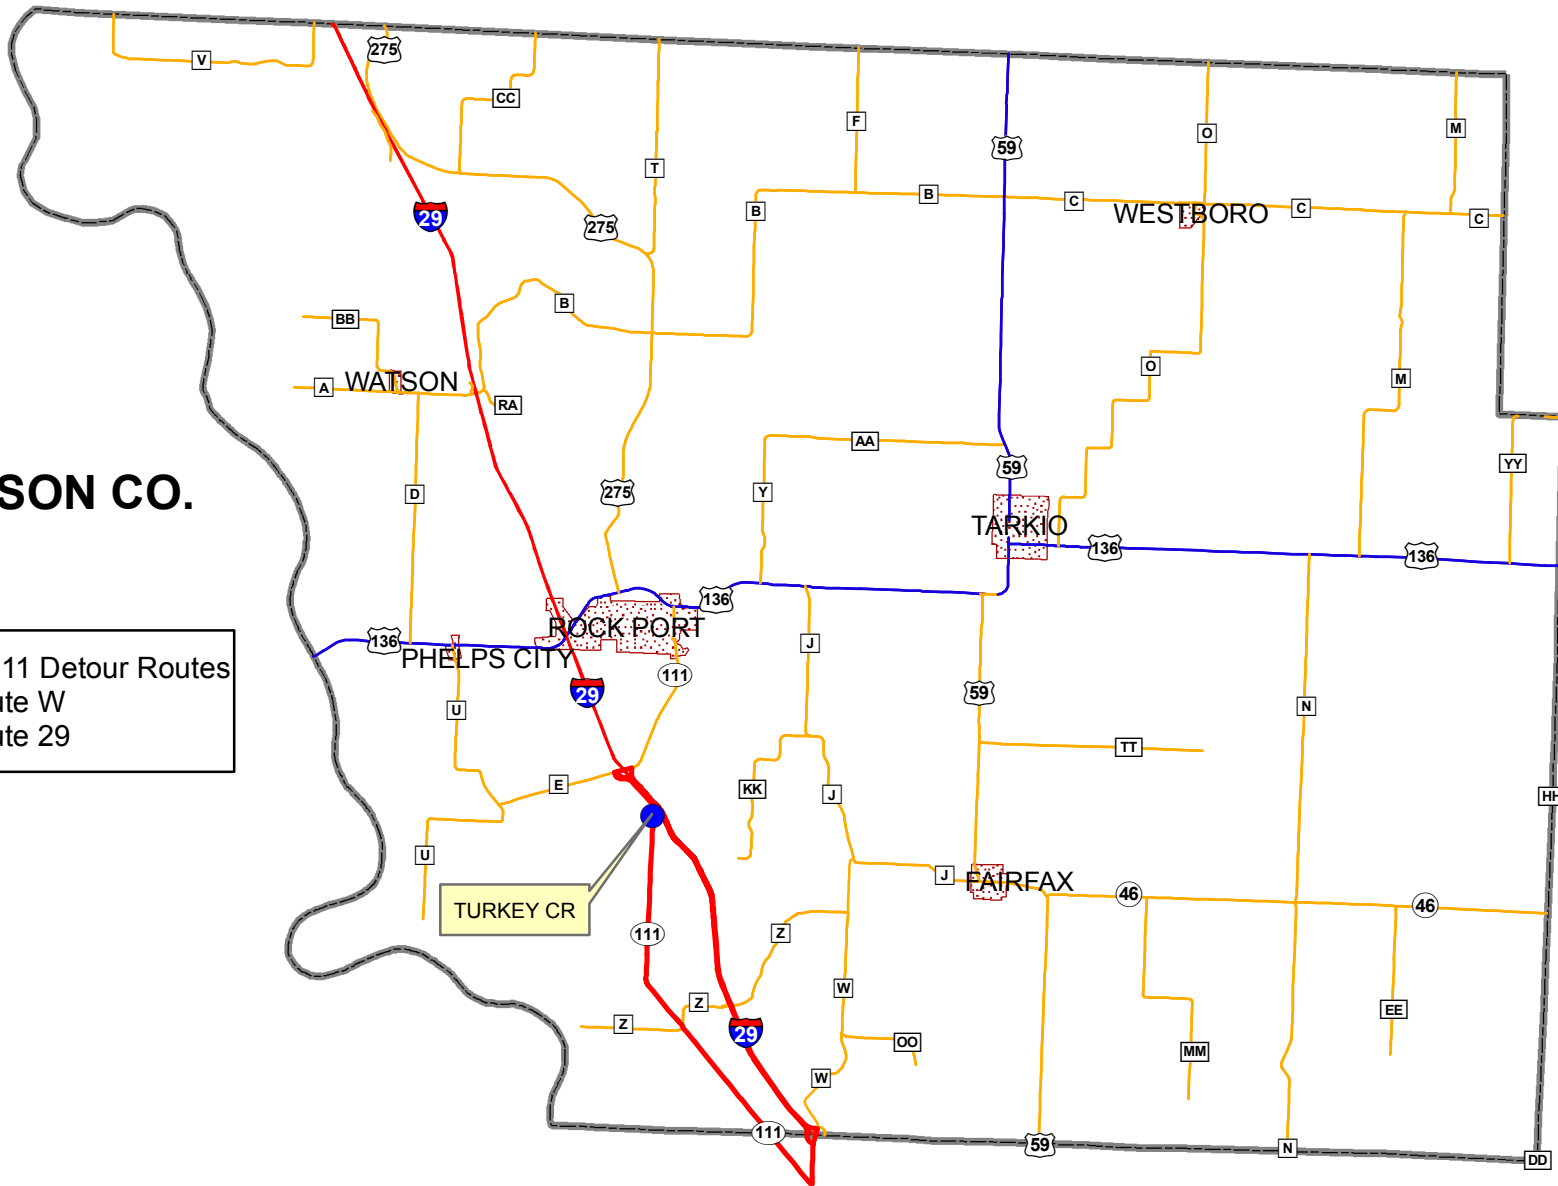 275
V
CC
F
59
O
M
T
29
275
B
B
C
WESTBORO
C
C
BB
B
A
WATSON
RA
O
M
AA
59
YY
SON CO.
D
275
Y
TARKIO
136
136
136
136
ROCK PORT
PHELPS CITY
11 Detour Routes
ute W
ute 29
111
J
59
29
U
N
TT
E
KK
J
HH
U
J
FAIRFAX
46
46
TURKEY CR
111
Z
W
Z
Z
29
OO
EE
MM
W
111
59
N
DD